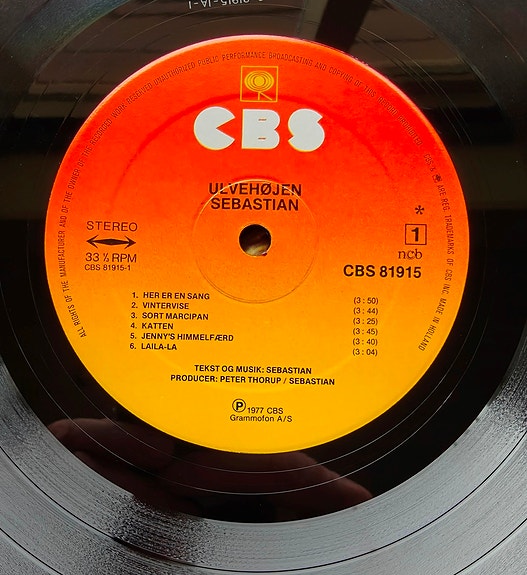 ALL RIGHTS OF THE MANUFACTURER AND OF THE OWNER OF THE RECORDED WORK RESERVED UNAUTHORIZED PUBLIC PERFORMANCE BROADCASTING AND COPYING OF THIS RECORD PROHIBITED
ARE REG. TRADEMARKS OF CBS INC. MADE IN HOLLAND
CBS
ULVEHØJEN
SEBASTIAN
STEREO
33 ⅓ RPM
CBS 81915-1
*
1
ncb
CBS 81915
1. HER ER EN SANG (3 : 50)
2. VINTERVISE (3 : 44)
3. SORT MARCIPAN (3 : 25)
4. KATTEN (3 : 45)
5. JENNY'S HIMMELFÆRD (3 : 40)
6. LAILA-LA (3 : 04)
TEKST OG MUSIK: SEBASTIAN
PRODUCER: PETER THORUP / SEBASTIAN
Ⓟ 1977 CBS
Grammofon A/S